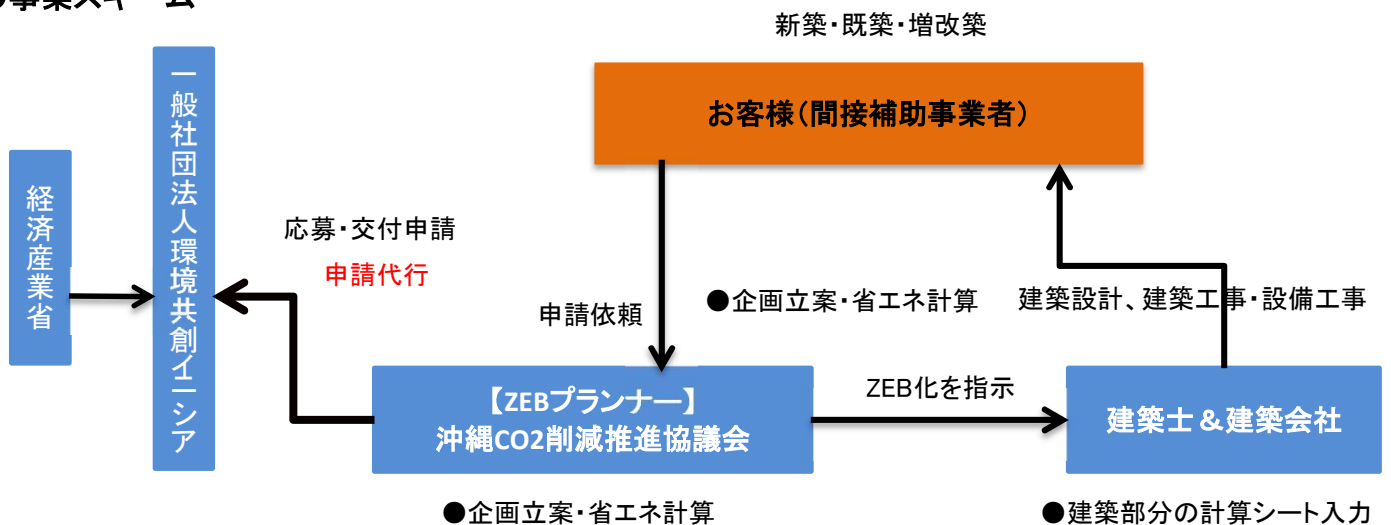 事業スキーム
新築・既築・増改築
お客様（間接補助事業者）
経済産業省
一般社団法人環境共創イニシア
応募・交付申請
申請代行
申請依頼
●企画立案・省エネ計算
建築設計、建築工事・設備工事
【ZEBプランナー】
沖縄CO2削減推進協議会
ZEB化を指示
建築士＆建築会社
●企画立案・省エネ計算
●建築部分の計算シート入力